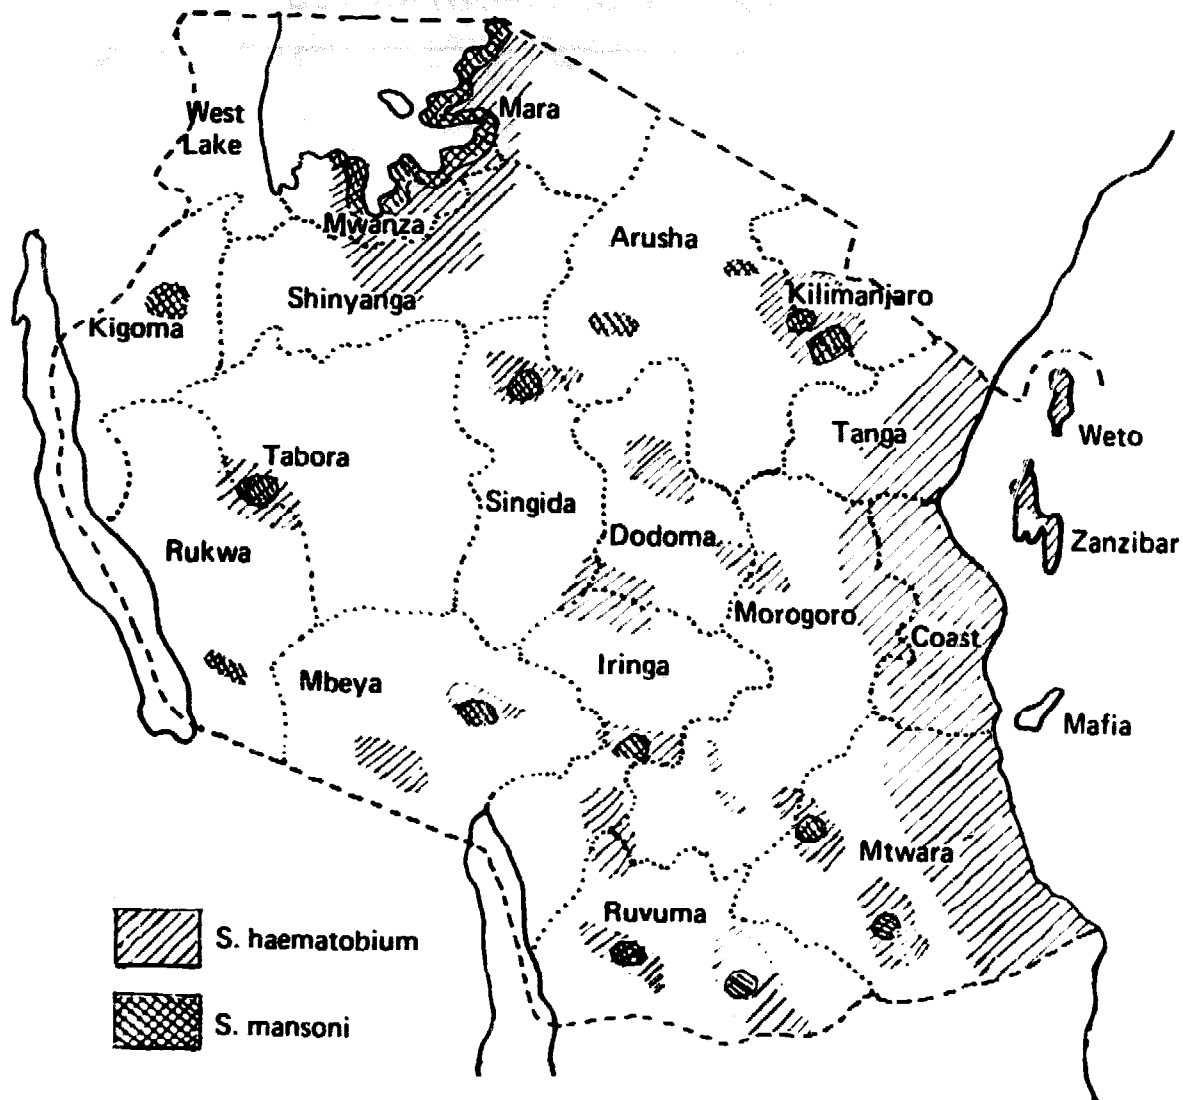 Mara
West
Lake
Mwanza
Arusha
Kilimanjaro
Shinyanga
Kigoma
Tanga
Weto
Tabora
Singida
Dodoma
Zanzibar
Rukwa
Morogoro
Coast
Iringa
Mbeya
Mafia
Mtwara
Ruvuma
S. haematobium
S. mansoni